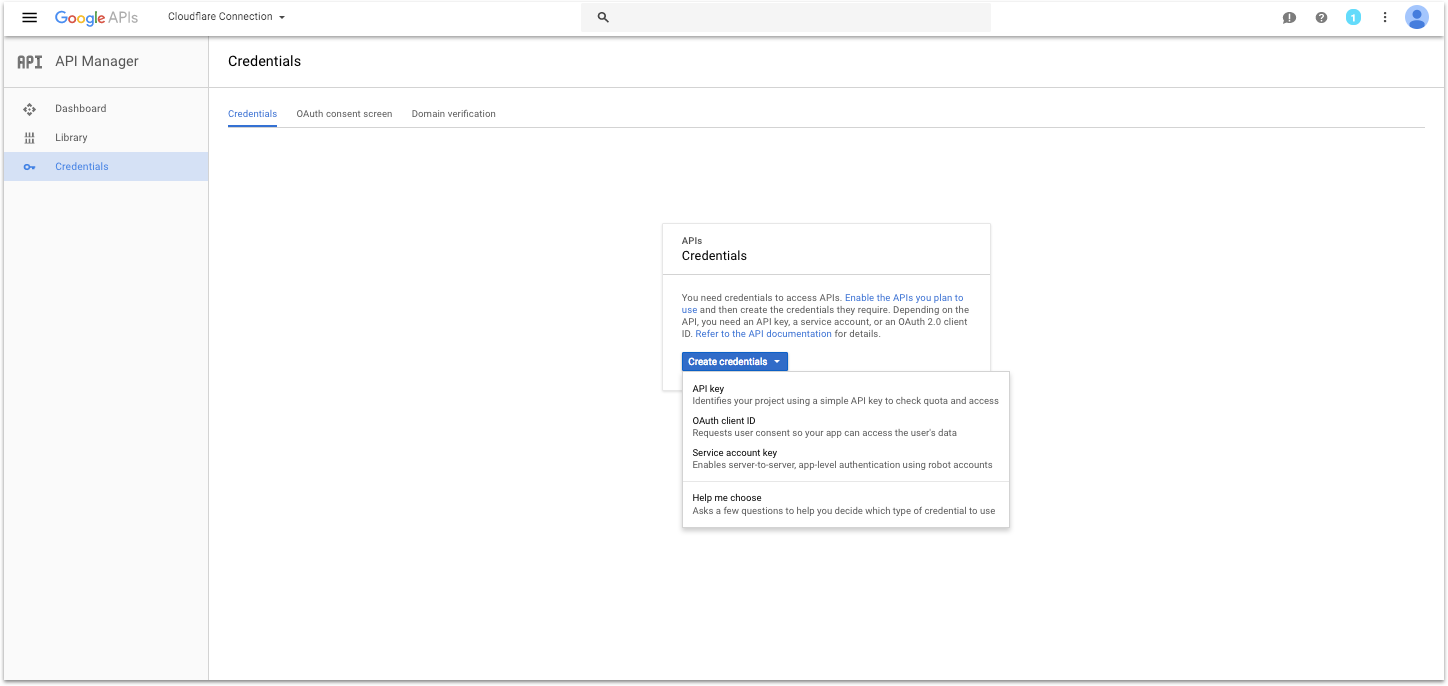 Google APIs
Cloudflare Connection
1
API API Manager
Credentials
Dashboard
Library
Credentials
Credentials OAuth consent screen Domain verification
APIs
Credentials
You need credentials to access APIs. Enable the APIs you plan to
use and then create the credentials they require. Depending on the
API, you need an API key, a service account, or an OAuth 2.0 client
ID. Refer to the API documentation for details.
Create credentials
API key
Identifies your project using a simple API key to check quota and access
OAuth client ID
Requests user consent so your app can access the user's data
Service account key
Enables server-to-server, app-level authentication using robot accounts
Help me choose
Asks a few questions to help you decide which type of credential to use